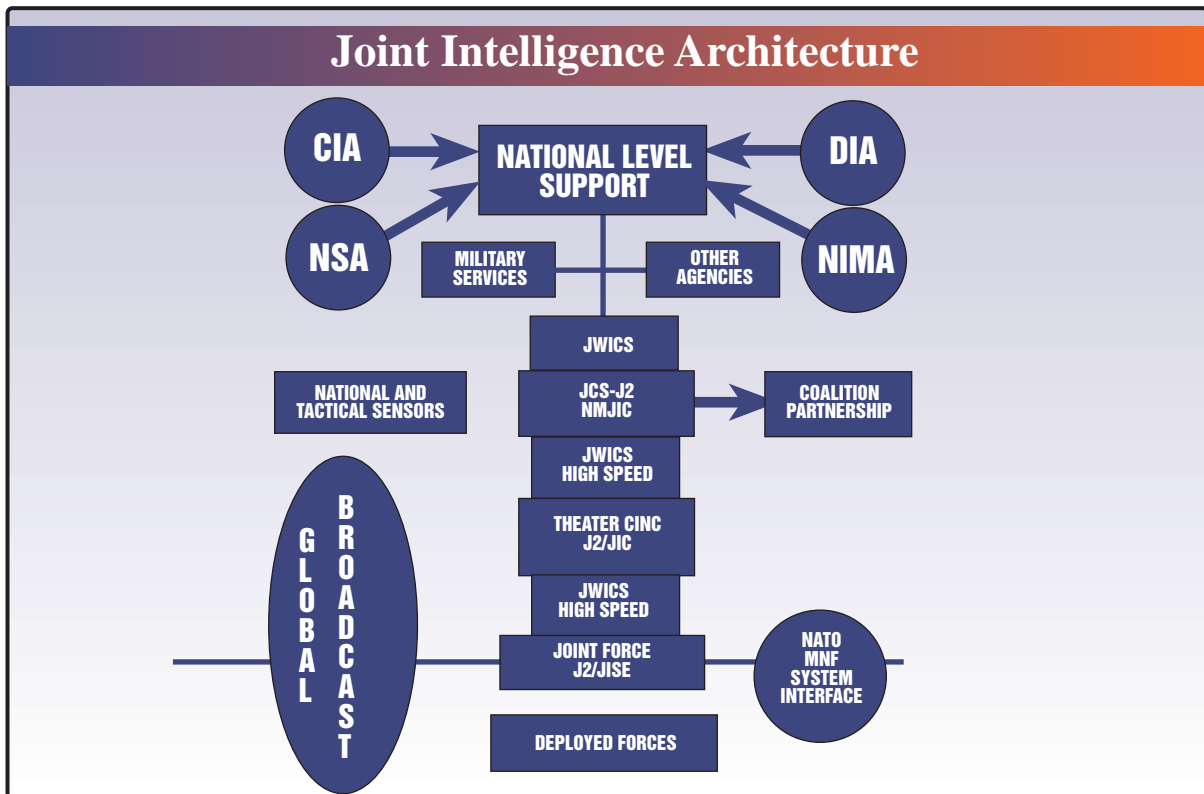 Joint Intelligence Architecture
CIA
NATIONAL LEVEL
SUPPORT
DIA
NSA
MILITARY
SERVICES
OTHER
AGENCIES
NIMA
JWICS
NATIONAL AND
TACTICAL SENSORS
JCS-J2
NMJIC
COALITION
PARTNERSHIP
JWICS
HIGH SPEED
GLOBAL
BROADCAST
THEATER CINC
J2/JIC
JWICS
HIGH SPEED
JOINT FORCE
J2/JISE
NATO
MNF
SYSTEM
INTERFACE
DEPLOYED FORCES